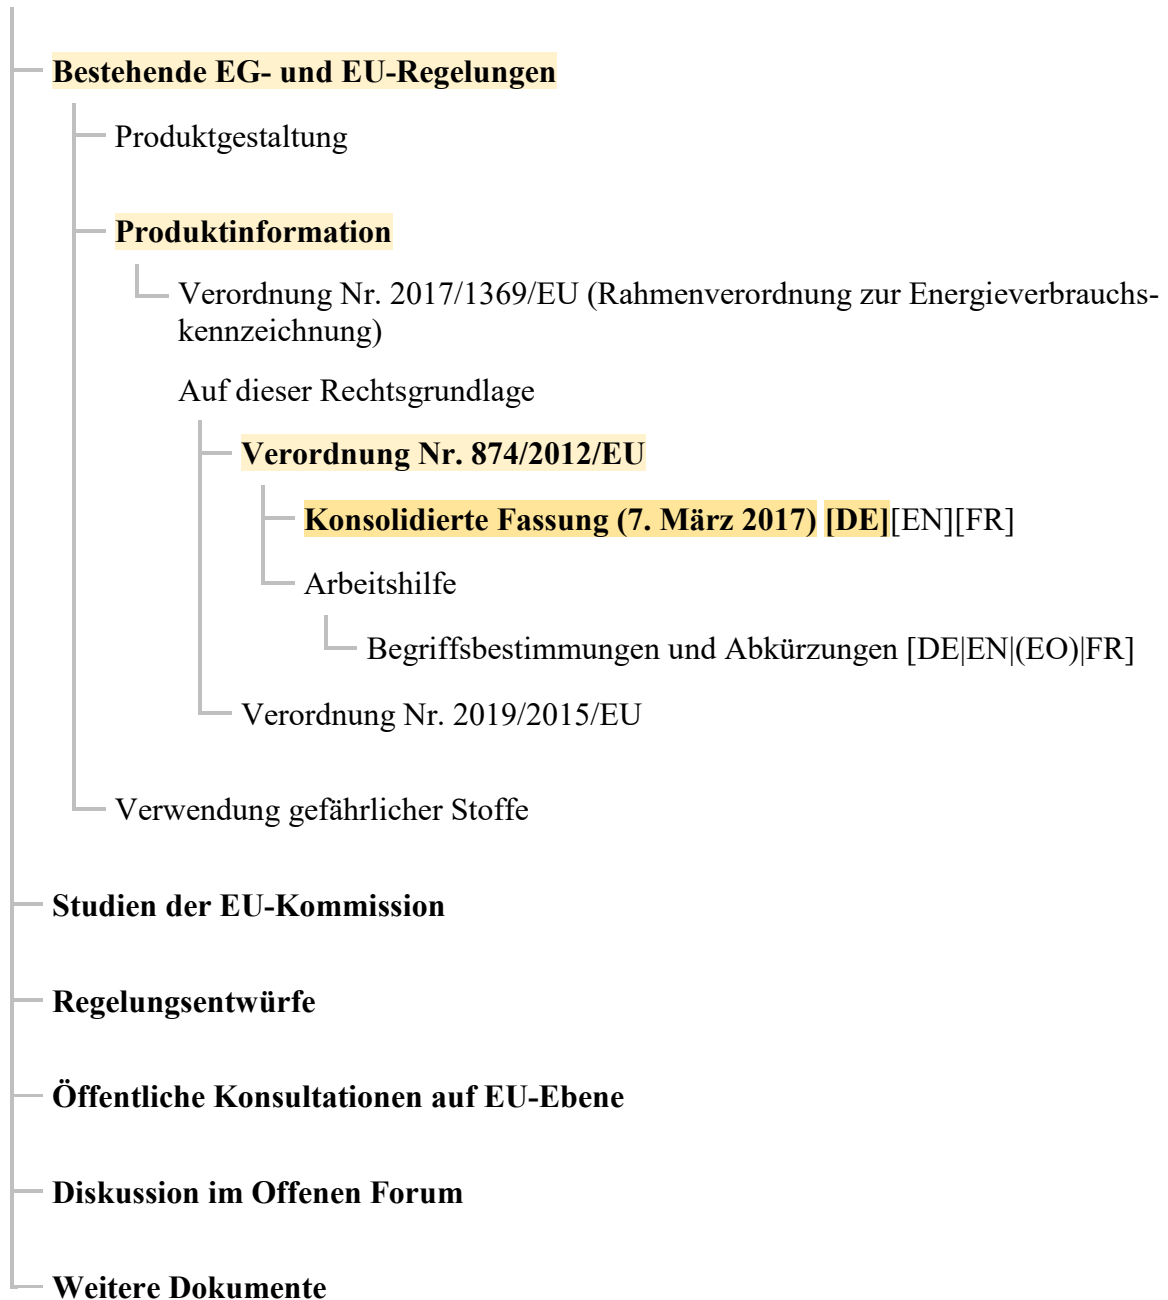 Bestehende EG- und EU-Regelungen
Produktgestaltung
Produktinformation
Verordnung Nr. 2017/1369/EU (Rahmenverordnung zur Energieverbrauchs-
kennzeichnung)
Auf dieser Rechtsgrundlage
Verordnung Nr. 874/2012/EU
Konsolidierte Fassung (7. März 2017) [DE][EN][FR]
Arbeitshilfe
Begriffsbestimmungen und Abkürzungen [DE|EN|(EO)|FR]
Verordnung Nr. 2019/2015/EU
Verwendung gefährlicher Stoffe
Studien der EU-Kommission
Regelungsentwürfe
Öffentliche Konsultationen auf EU-Ebene
Diskussion im Offenen Forum
Weitere Dokumente